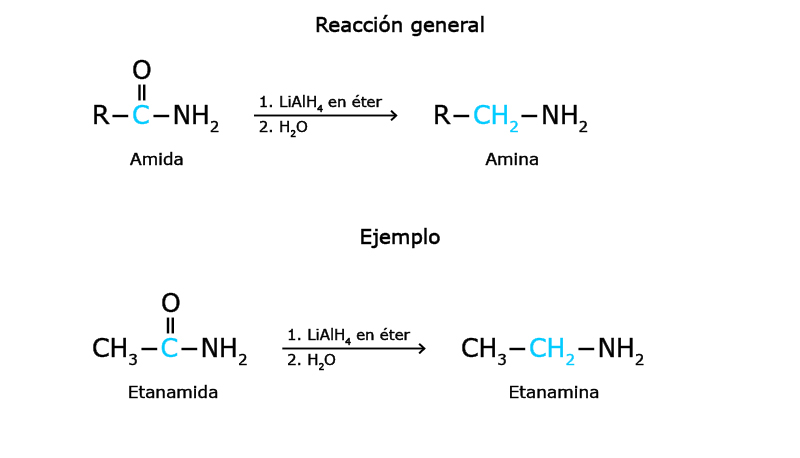 Reacción general
O
R–C–NH2 1. LiAlH4 en éter R–CH2–NH2
2. H2O
Amida Amina
Ejemplo
O
CH3–C–NH2 1. LiAlH4 en éter CH3–CH2–NH2
2. H2O
Etanamida Etanamina